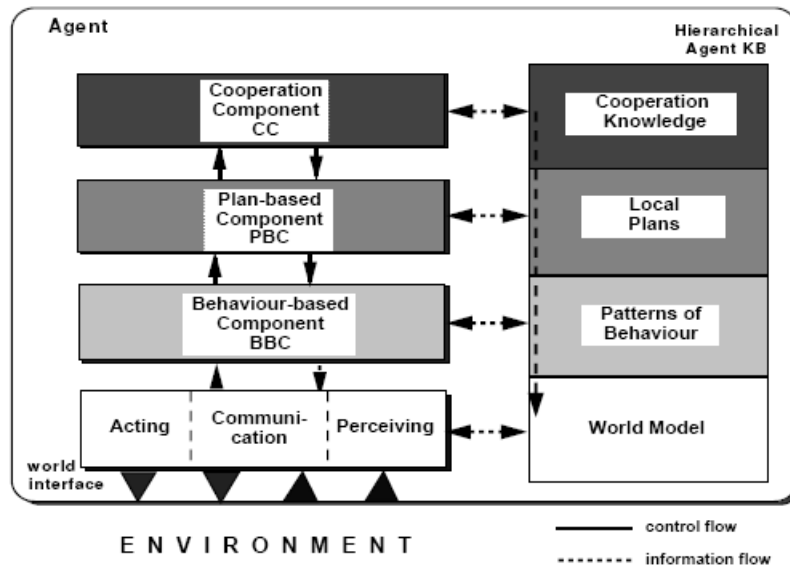 Agent
Hierarchical
Agent KB
Cooperation
Component
CC
Cooperation
Knowledge
Plan-based
Component
PBC
Local
Plans
Behaviour-based
Component
BBC
Patterns of
Behaviour
Acting
Communi-
cation
Perceiving
World Model
world
interface
E N V I R O N M E N T
control flow
information flow